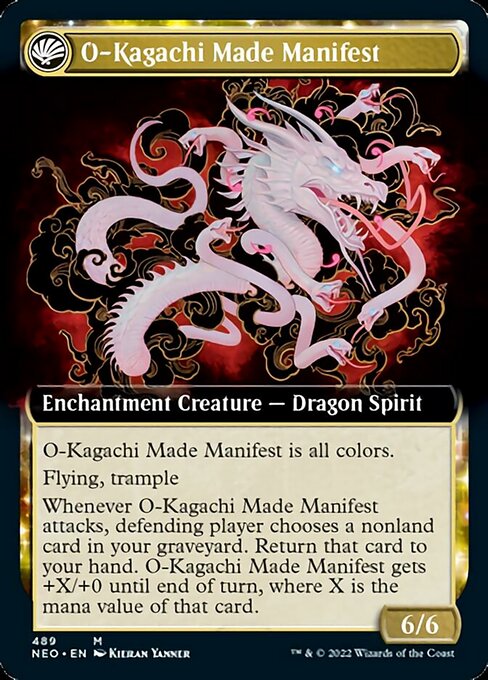 O-Kagachi Made Manifest
Enchantment Creature — Dragon Spirit
O-Kagachi Made Manifest is all colors.
Flying, trample
Whenever O-Kagachi Made Manifest
attacks, defending player chooses a nonland
card in your graveyard. Return that card to
your hand. O-Kagachi Made Manifest gets
+X/+0 until end of turn, where X is the
mana value of that card.
6/6
489 M
NEO • EN Kieran Yanner
™ & © 2022 Wizards of the Coast